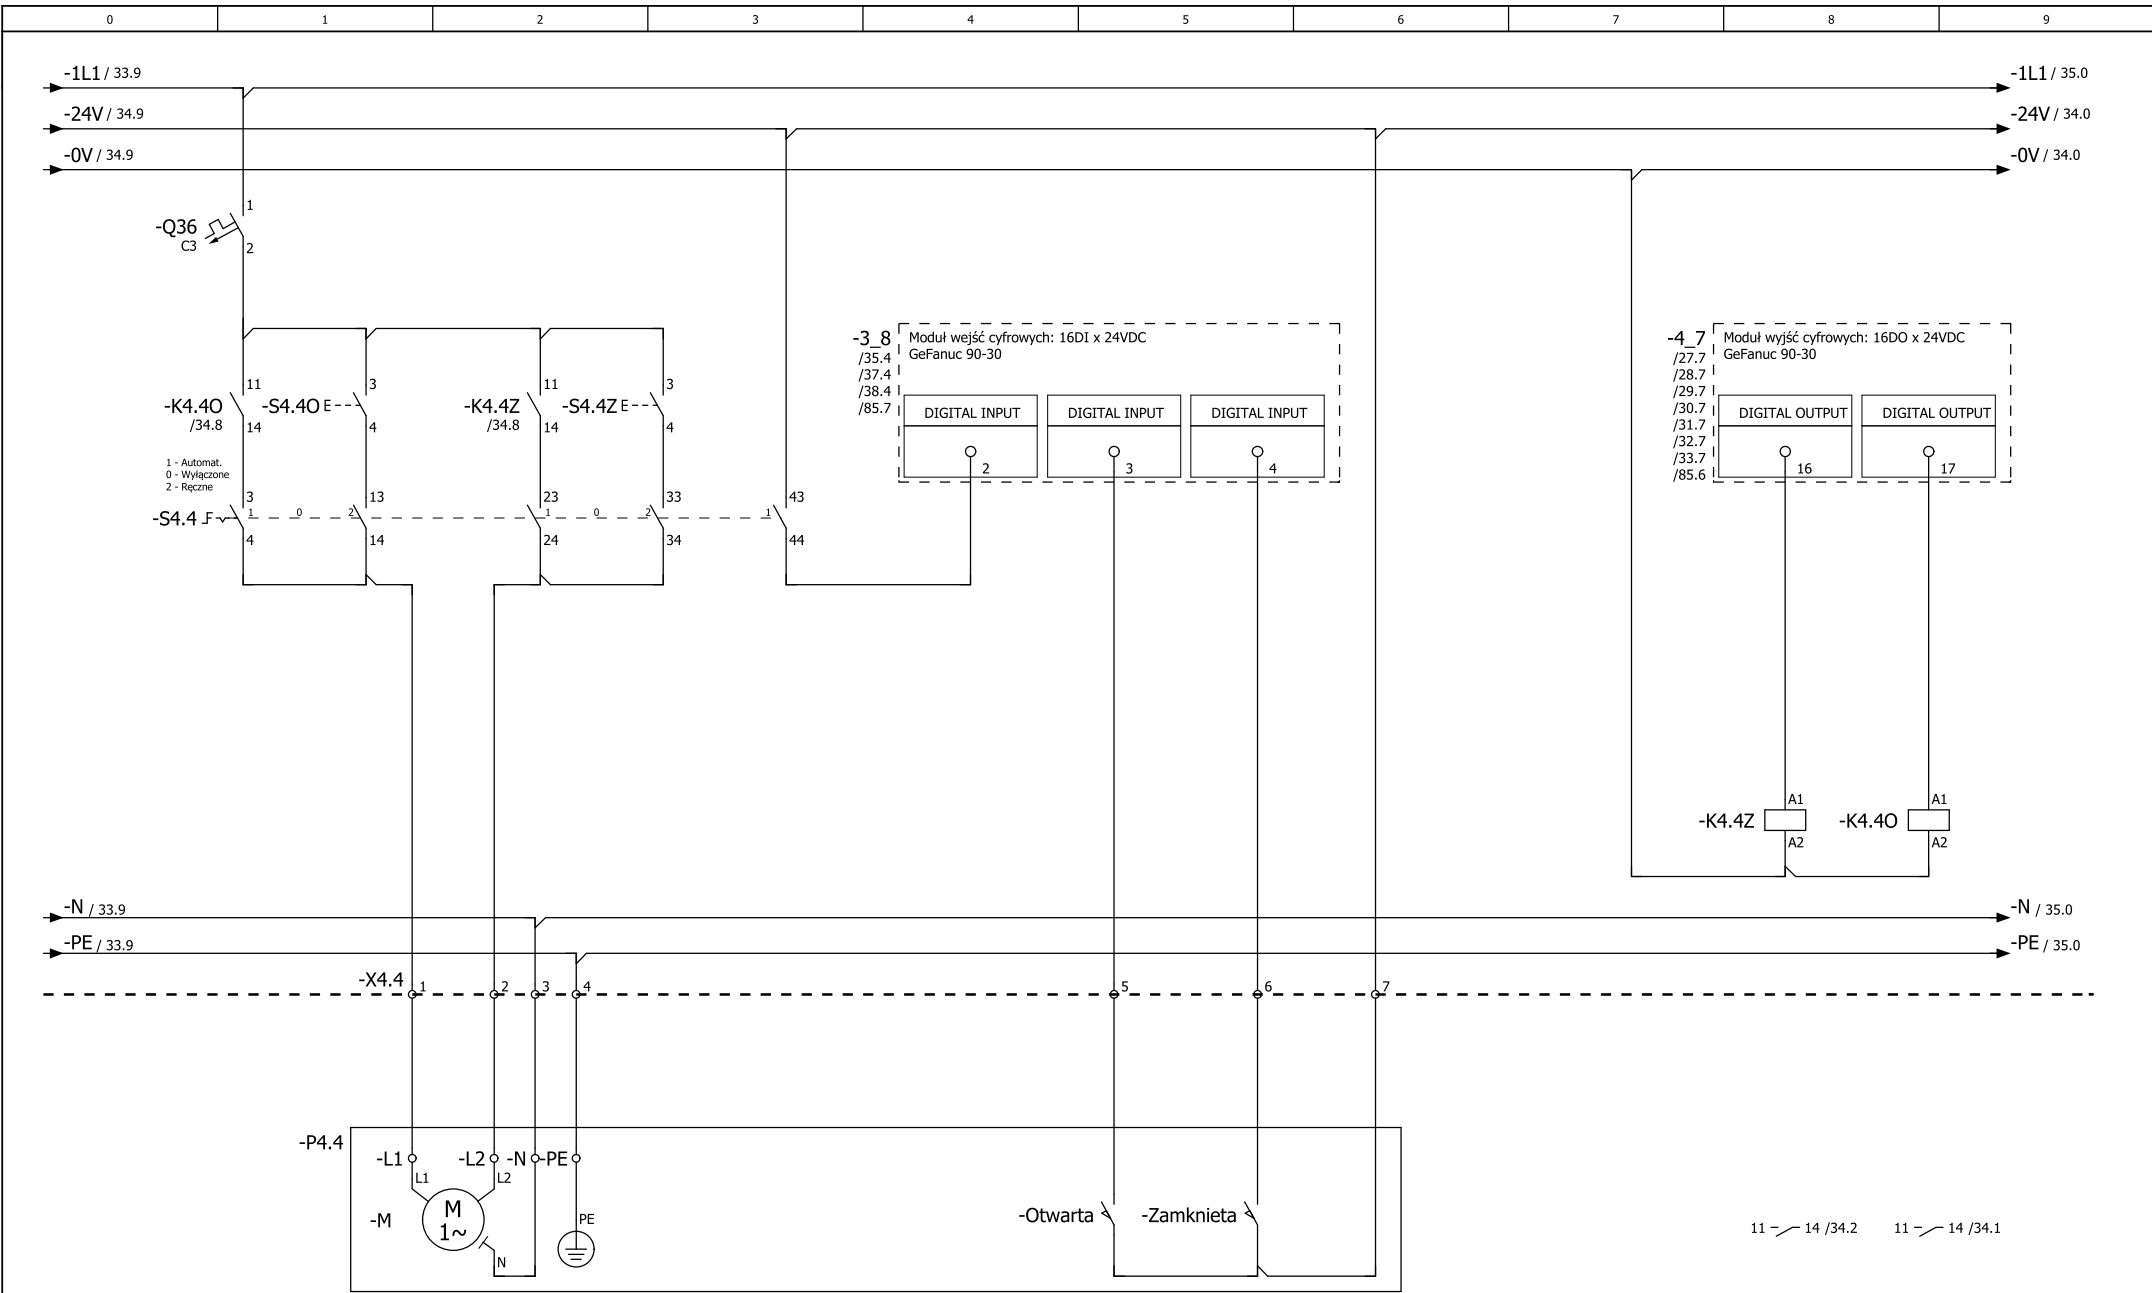 0 1 2 3 4 5 6 7 8 9
-1L1 / 33.9
-1L1 / 35.0
-24V / 34.9
-24V / 34.0
-0V / 34.9
-0V / 34.0
1
-Q36
C3
2
-3_8
/35.4
/37.4
/38.4
/85.7
Moduł wejść cyfrowych: 16DI x 24VDC
GeFanuc 90-30
DIGITAL INPUT
DIGITAL INPUT
DIGITAL INPUT
2
3
4
-4_7
/27.7
/28.7
/29.7
/30.7
/31.7
/32.7
/33.7
/85.6
Moduł wyjść cyfrowych: 16DO x 24VDC
GeFanuc 90-30
DIGITAL OUTPUT
DIGITAL OUTPUT
16
17
11
3
11
3
-K4.4O
/34.8
-S4.4O
-K4.4Z
/34.8
-S4.4Z
14
4
14
4
1 - Automat.
0 - Wyłączone
2 - Ręczne
3
13
23
33
43
-S4.4
1 0 2 1 0 2 1
4
14
24
34
44
A1
A1
-K4.4Z
-K4.4O
A2
A2
-N / 33.9
-N / 35.0
-PE / 33.9
-PE / 35.0
-X4.4
1
2
3
4
5
6
7
-P4.4
-L1
-L2
-N
-PE
L1
L2
-M
M
1~
PE
N
-Otwarta
-Zamknieta
11 14 /34.2
11 14 /34.1